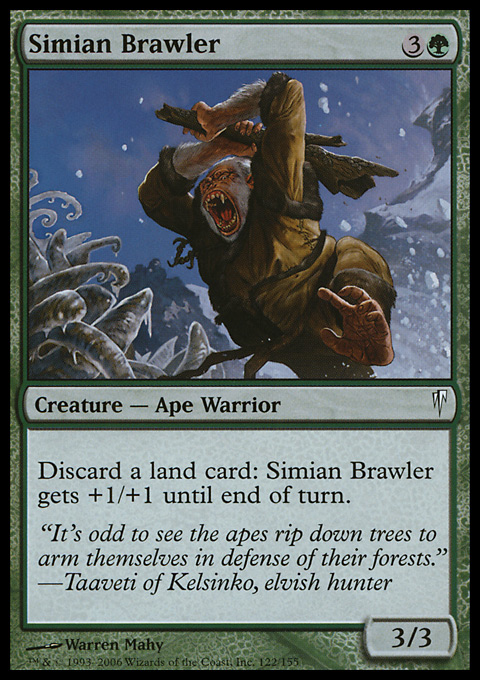 Simian Brawler 3
Creature — Ape Warrior
Discard a land card: Simian Brawler
gets +1/+1 until end of turn.
“It’s odd to see the apes rip down trees to
arm themselves in defense of their forests.”
—Taaveti of Kelsinko, elvish hunter
Warren Mahy
3/3
™ & © 1993–2006 Wizards of the Coast, Inc. 122/155